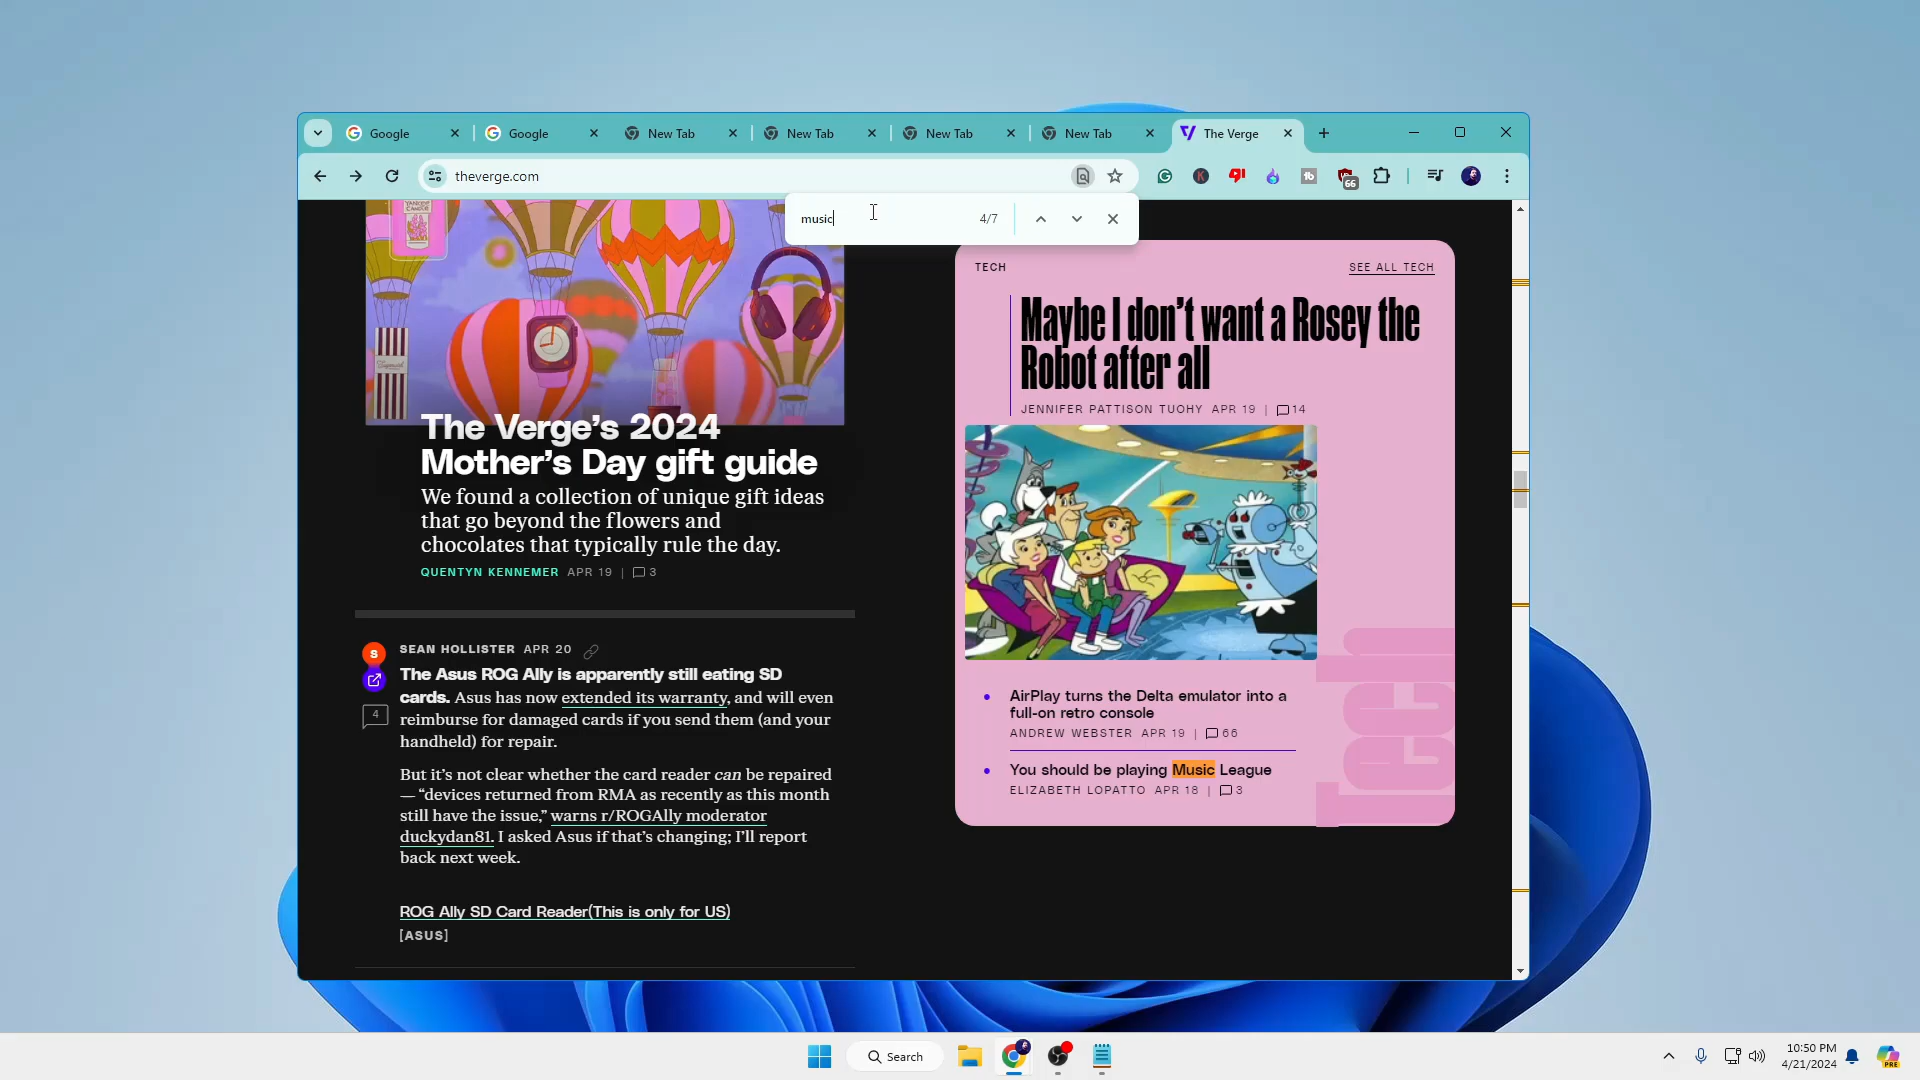 Google
Google
New Tab
New Tab
New Tab
New Tab
The Verge
theverge.com
66
music
4/7
The Verge’s 2024
Mother’s Day gift guide
We found a collection of unique gift ideas
that go beyond the flowers and
chocolates that typically rule the day.
QUENTYN KENNEMER APR 19 | 3
S
SEAN HOLLISTER APR 20
The Asus ROG Ally is apparently still eating SD
cards. Asus has now extended its warranty, and will even
4
reimburse for damaged cards if you send them (and your
handheld) for repair.
But it’s not clear whether the card reader can be repaired
— “devices returned from RMA as recently as this month
still have the issue,” warns r/ROGAlly moderator
duckydan81. I asked Asus if that’s changing; I’ll report
back next week.
ROG Ally SD Card Reader(This is only for US)
[ASUS]
TECH
SEE ALL TECH
Maybe I don’t want a Rosey the
Robot after all
JENNIFER PATTISON TUOHY APR 19 | 14
AirPlay turns the Delta emulator into a
full-on retro console
ANDREW WEBSTER APR 19 | 66
You should be playing Music League
ELIZABETH LOPATTO APR 18 | 3
Tech
Search
10:50 PM
4/21/2024
PRE